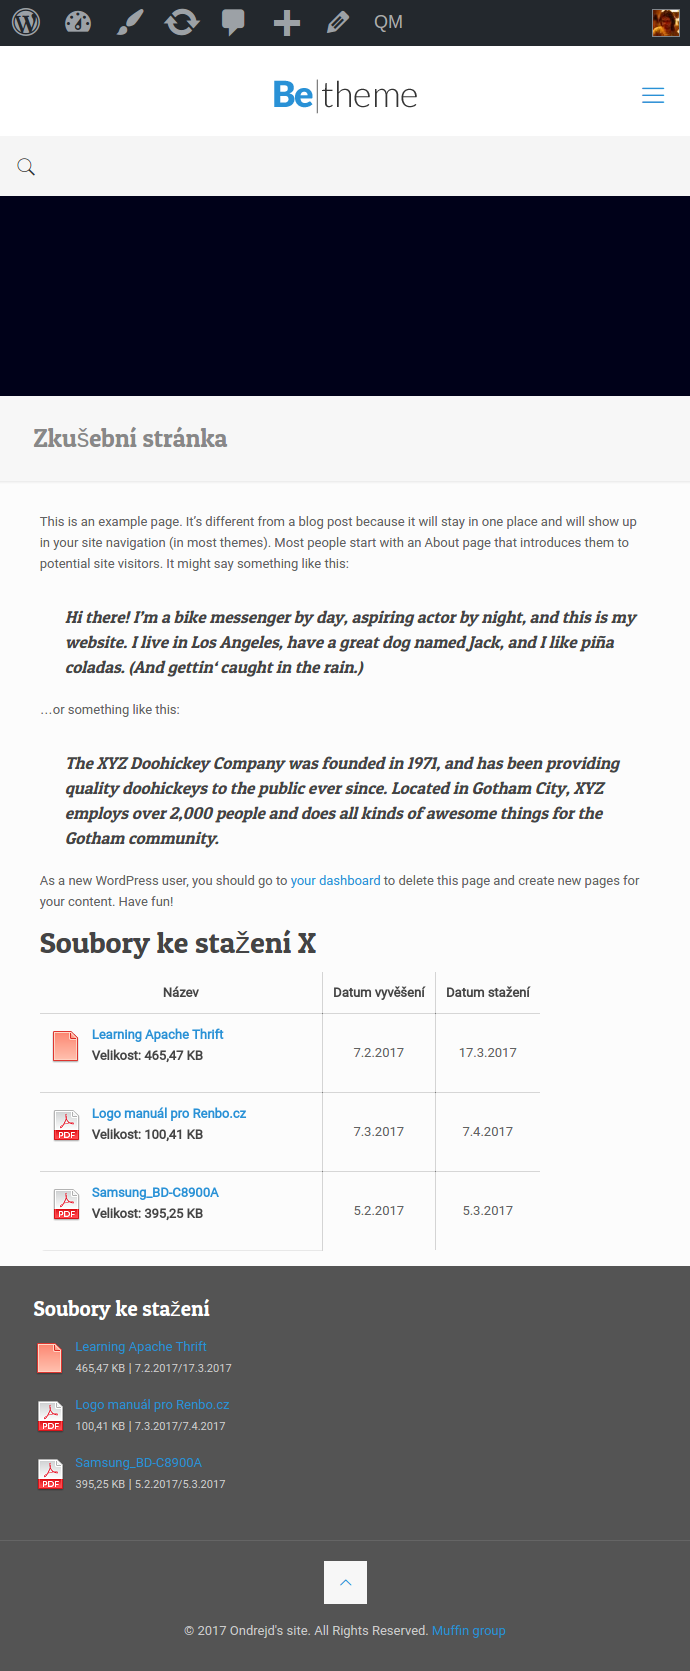 QM
Be|theme
Zkušební stránka
This is an example page. It’s different from a blog post because it will stay in one place and will show up
in your site navigation (in most themes). Most people start with an About page that introduces them to
potential site visitors. It might say something like this:
Hi there! I’m a bike messenger by day, aspiring actor by night, and this is my
website. I live in Los Angeles, have a great dog named Jack, and I like piña
coladas. (And gettin‘ caught in the rain.)
…or something like this:
The XYZ Doohickey Company was founded in 1971, and has been providing
quality doohickeys to the public ever since. Located in Gotham City, XYZ
employs over 2,000 people and does all kinds of awesome things for the
Gotham community.
As a new WordPress user, you should go to your dashboard to delete this page and create new pages for
your content. Have fun!
Soubory ke stažení X
Název Datum vyvěšení Datum stažení
Learning Apache Thrift
Velikost: 465,47 KB
7.2.2017 17.3.2017
PDF
Logo manuál pro Renbo.cz
Velikost: 100,41 KB
7.3.2017 7.4.2017
PDF
Samsung_BD-C8900A
Velikost: 395,25 KB
5.2.2017 5.3.2017
Soubory ke stažení
Learning Apache Thrift
465,47 KB | 7.2.2017/17.3.2017
PDF
Logo manuál pro Renbo.cz
100,41 KB | 7.3.2017/7.4.2017
PDF
Samsung_BD-C8900A
395,25 KB | 5.2.2017/5.3.2017
© 2017 Ondrejd's site. All Rights Reserved. Muffin group